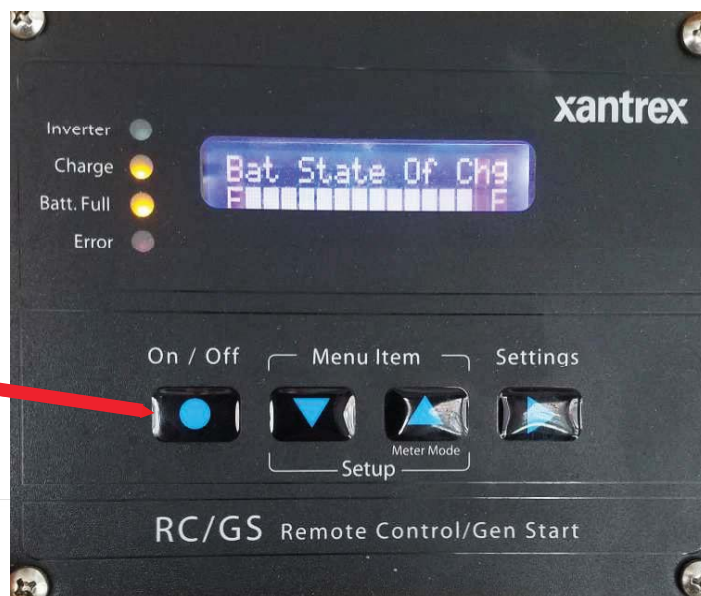 xantrex
Inverter
Charge
Batt. Full
Error
Bat State Of Chg
E F
On / Off
Menu Item
Settings
Meter Mode
Setup
RC/GS Remote Control/Gen Start